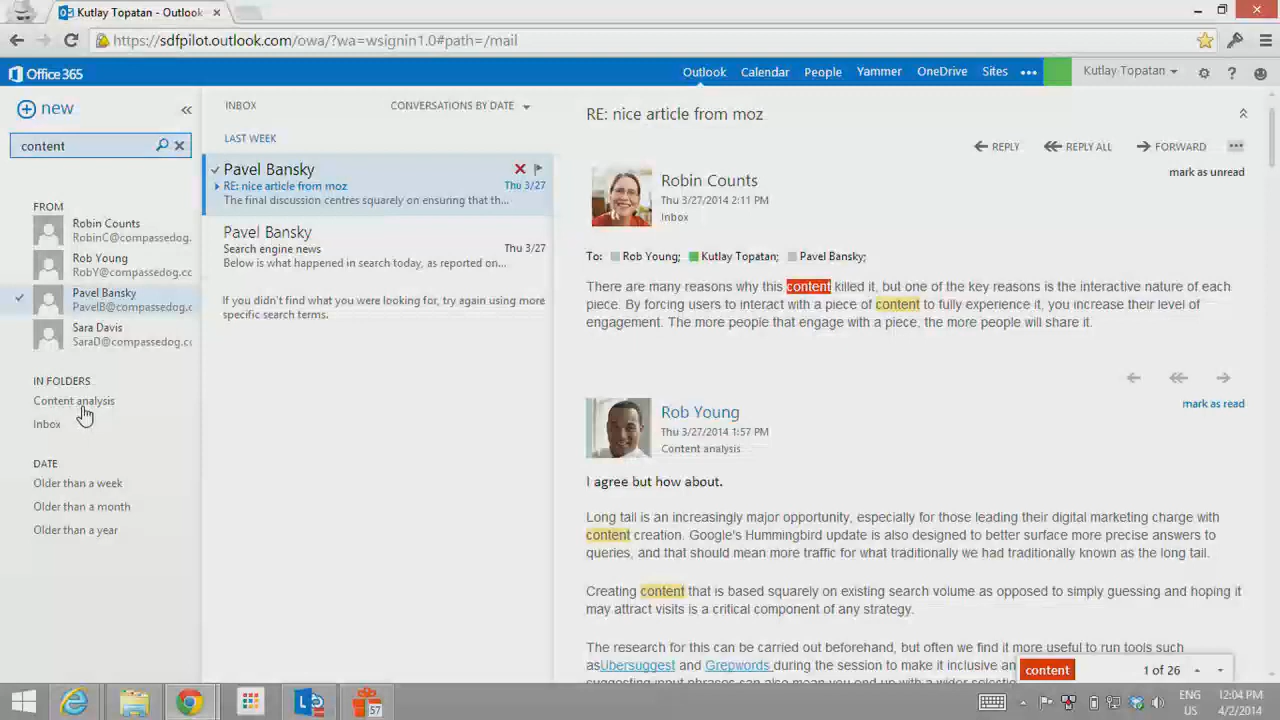 Kutlay Topatan - Outlook
https://sdfpilot.outlook.com/owa/?wa=wsignin1.0#path=/mail
Office 365
Outlook Calendar People Yammer OneDrive Sites ••• Kutlay Topatan ?
new
content
FROM
Robin Counts
RobinC@compassedog.
Rob Young
RobY@compassedog.cc
Pavel Bansky
PavelB@compassedog.c
Sara Davis
SaraD@compassedog.cc
IN FOLDERS
Content analysis
Inbox
DATE
Older than a week
Older than a month
Older than a year
INBOX CONVERSATIONS BY DATE
LAST WEEK
Pavel Bansky
RE: nice article from moz Thu 3/27
The final discussion centres squarely on ensuring that th...
Pavel Bansky
Search engine news Thu 3/27
Below is what happened in search today, as reported on...
If you didn't find what you were looking for, try again using more
specific search terms.
RE: nice article from moz
REPLY REPLY ALL FORWARD •••
mark as unread
Robin Counts
Thu 3/27/2014 2:11 PM
Inbox
To: Rob Young; Kutlay Topatan; Pavel Bansky;
There are many reasons why this content killed it, but one of the key reasons is the interactive nature of each
piece. By forcing users to interact with a piece of content to fully experience it, you increase their level of
engagement. The more people that engage with a piece, the more people will share it.
mark as read
Rob Young
Thu 3/27/2014 1:57 PM
Content analysis
I agree but how about.
Long tail is an increasingly major opportunity, especially for those leading their digital marketing charge with
content creation. Google's Hummingbird update is also designed to better surface more precise answers to
queries, and that should mean more traffic for what traditionally we had traditionally known as the long tail.
Creating content that is based squarely on existing search volume as opposed to simply guessing and hoping it
may attract visits is a critical component of any strategy.
The research for this can be carried out beforehand, but often we find it more useful to run tools such
asUbersuggest and Grepwords during the session to make it inclusive an
content 1 of 26
57
ENG
US
12:04 PM
4/2/2014